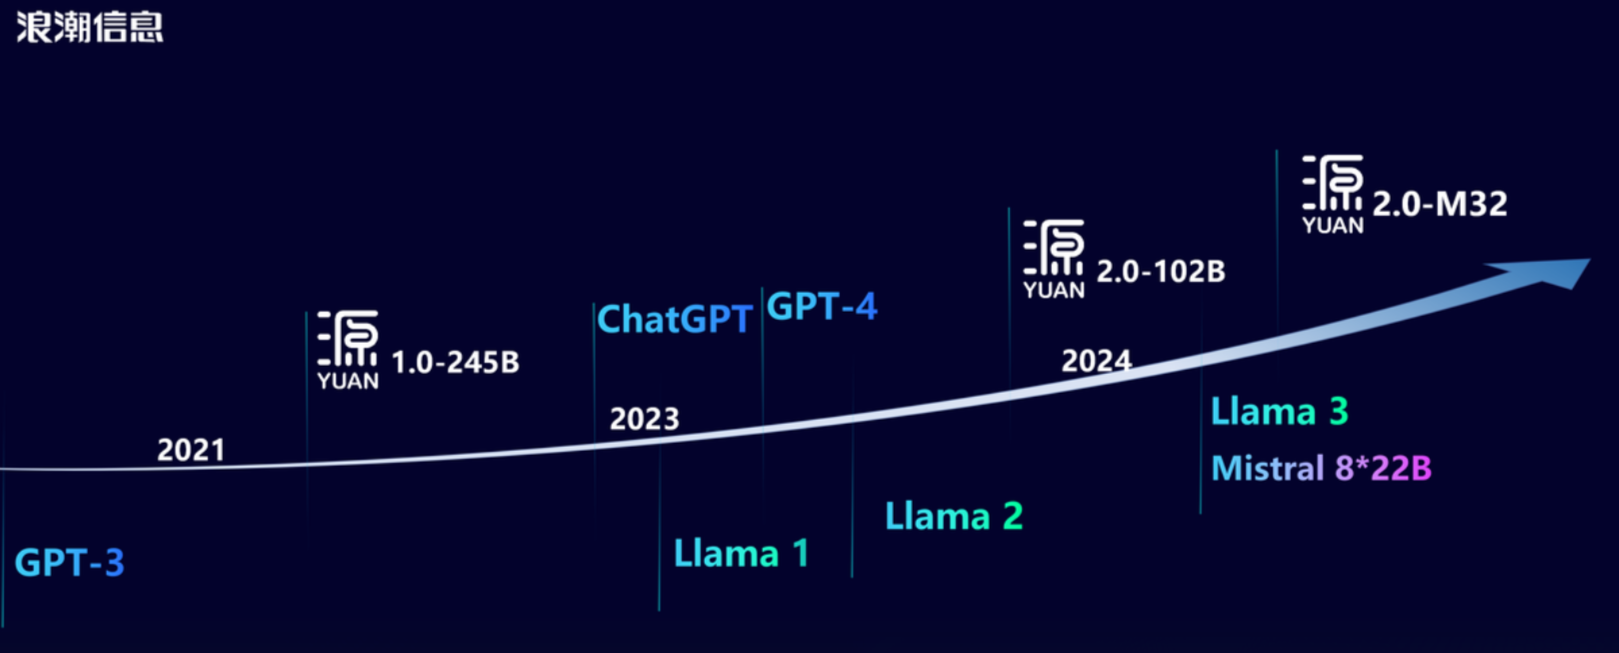 浪潮信息
源
YUAN
2.0-M32
源
YUAN
2.0-102B
ChatGPT
GPT-4
源
YUAN
1.0-245B
2024
2023
2021
Llama 3
Mistral 8*22B
Llama 2
Llama 1
GPT-3